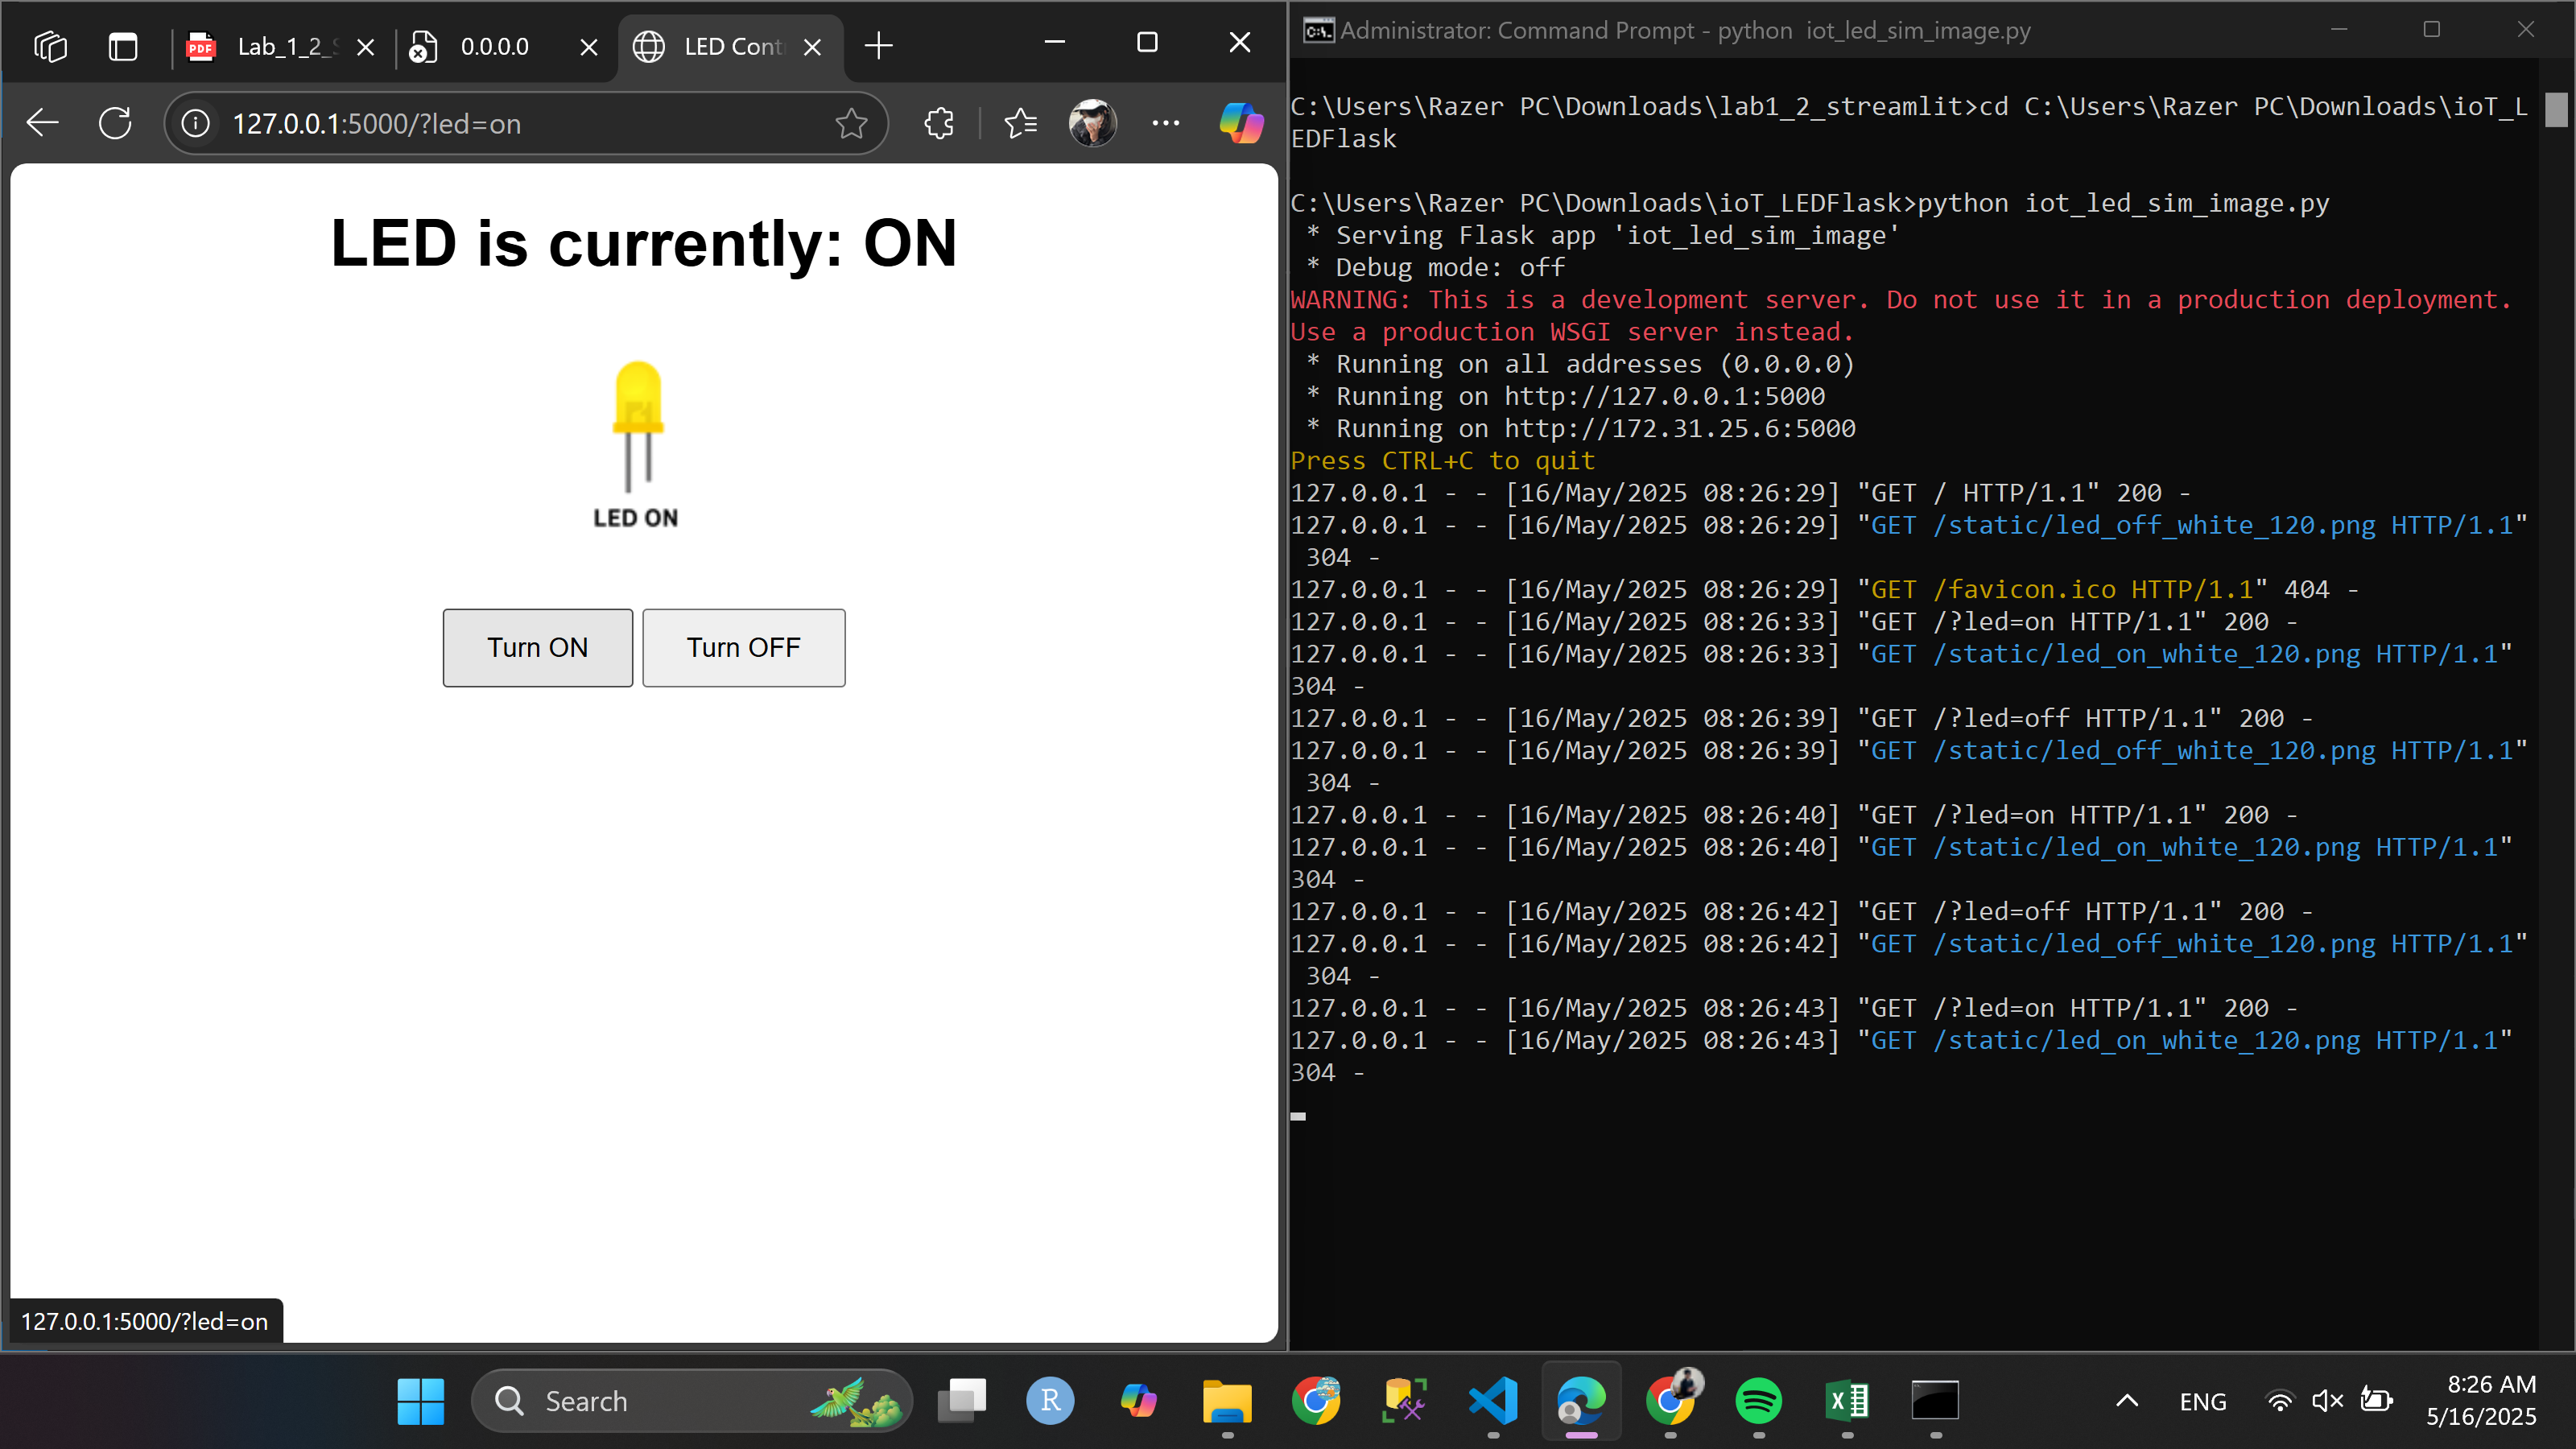 Lab_1_2_S
0.0.0.0
LED Cont
127.0.0.1:5000/?led=on
LED is currently: ON
LED ON
Turn ON
Turn OFF
127.0.0.1:5000/?led=on
Administrator: Command Prompt - python  iot_led_sim_image.py
C:\Users\Razer PC\Downloads\lab1_2_streamlit>cd C:\Users\Razer PC\Downloads\ioT_L
EDFlask
C:\Users\Razer PC\Downloads\ioT_LEDFlask>python iot_led_sim_image.py
 * Serving Flask app 'iot_led_sim_image'
 * Debug mode: off
WARNING: This is a development server. Do not use it in a production deployment.
Use a production WSGI server instead.
 * Running on all addresses (0.0.0.0)
 * Running on http://127.0.0.1:5000
 * Running on http://172.31.25.6:5000
Press CTRL+C to quit
127.0.0.1 - - [16/May/2025 08:26:29] "GET / HTTP/1.1" 200 -
127.0.0.1 - - [16/May/2025 08:26:29] "GET /static/led_off_white_120.png HTTP/1.1"
 304 -
127.0.0.1 - - [16/May/2025 08:26:29] "GET /favicon.ico HTTP/1.1" 404 -
127.0.0.1 - - [16/May/2025 08:26:33] "GET /?led=on HTTP/1.1" 200 -
127.0.0.1 - - [16/May/2025 08:26:33] "GET /static/led_on_white_120.png HTTP/1.1"
304 -
127.0.0.1 - - [16/May/2025 08:26:39] "GET /?led=off HTTP/1.1" 200 -
127.0.0.1 - - [16/May/2025 08:26:39] "GET /static/led_off_white_120.png HTTP/1.1"
 304 -
127.0.0.1 - - [16/May/2025 08:26:40] "GET /?led=on HTTP/1.1" 200 -
127.0.0.1 - - [16/May/2025 08:26:40] "GET /static/led_on_white_120.png HTTP/1.1"
304 -
127.0.0.1 - - [16/May/2025 08:26:42] "GET /?led=off HTTP/1.1" 200 -
127.0.0.1 - - [16/May/2025 08:26:42] "GET /static/led_off_white_120.png HTTP/1.1"
 304 -
127.0.0.1 - - [16/May/2025 08:26:43] "GET /?led=on HTTP/1.1" 200 -
127.0.0.1 - - [16/May/2025 08:26:43] "GET /static/led_on_white_120.png HTTP/1.1"
304 -
Search
ENG
8:26 AM
5/16/2025